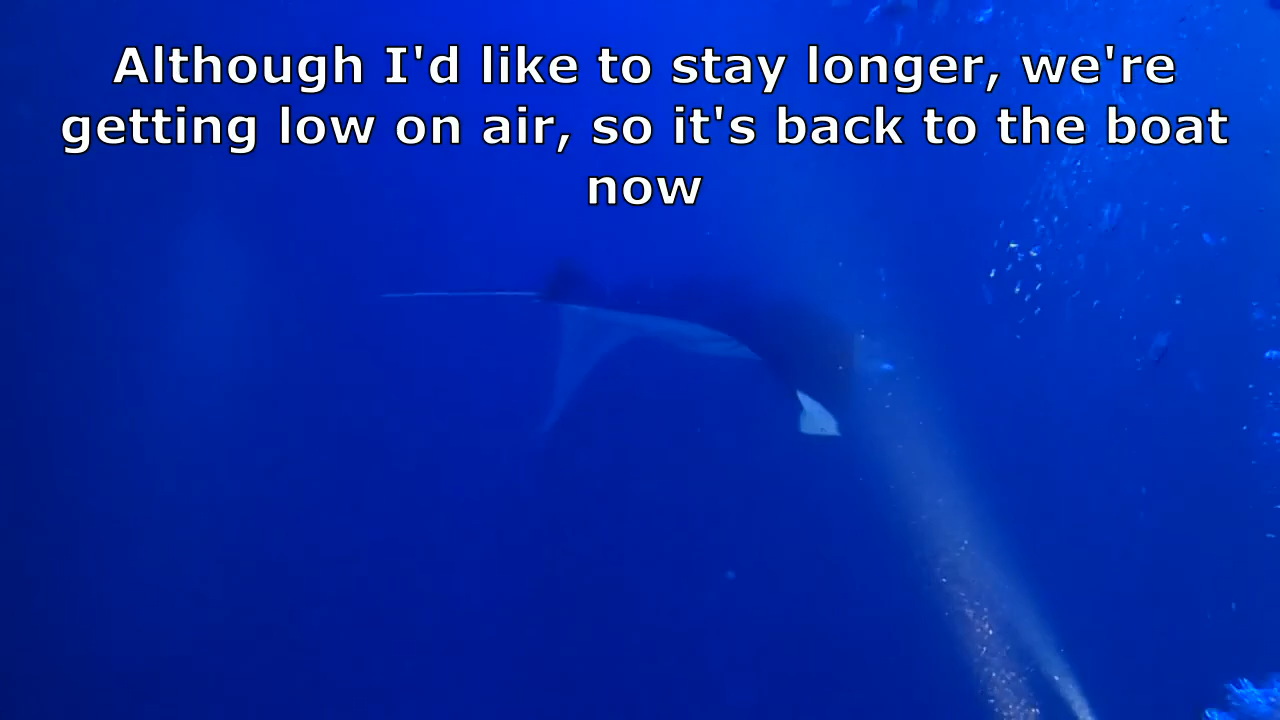 Although I'd like to stay longer, we're
getting low on air, so it's back to the boat
now